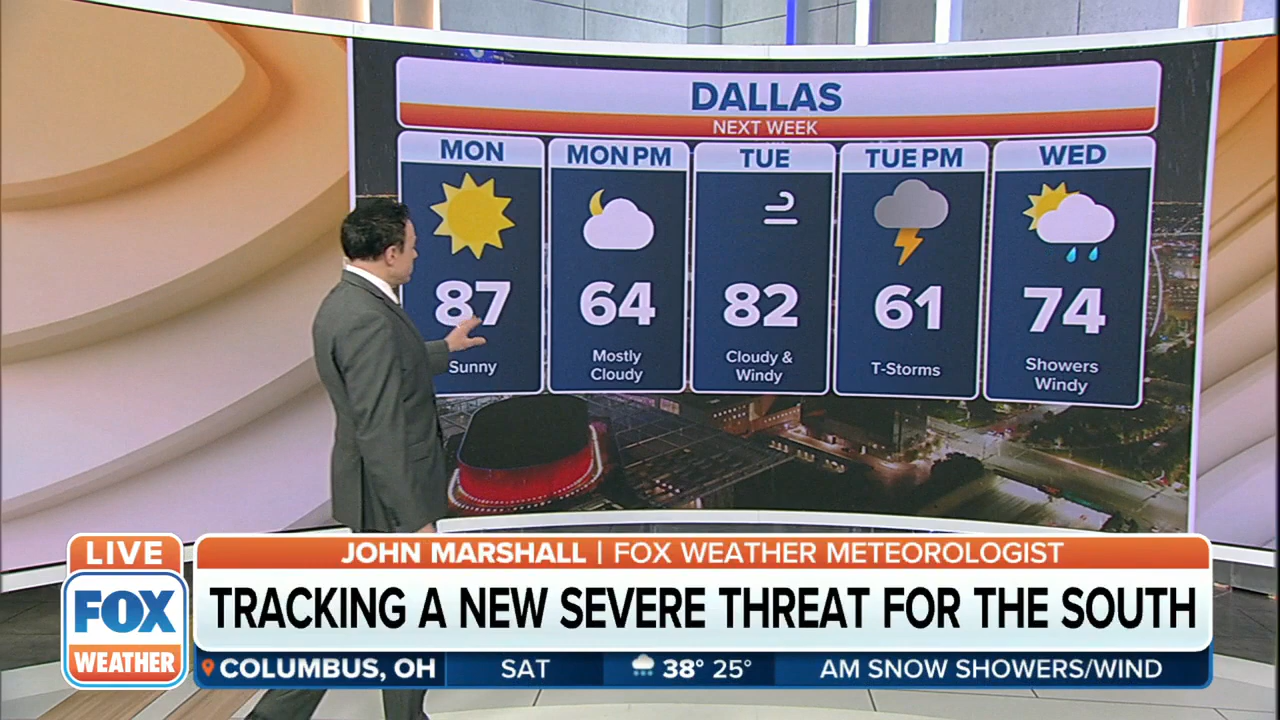 DALLAS
NEXT WEEK
MON
MON PM
TUE
TUE PM
WED
87
64
82
61
74
Sunny
Mostly
Cloudy
Cloudy &
Windy
T-Storms
Showers
Windy
LIVE
JOHN MARSHALL | FOX WEATHER METEOROLOGIST
FOX
WEATHER
TRACKING A NEW SEVERE THREAT FOR THE SOUTH
COLUMBUS, OH SAT 38° 25° AM SNOW SHOWERS/WIND